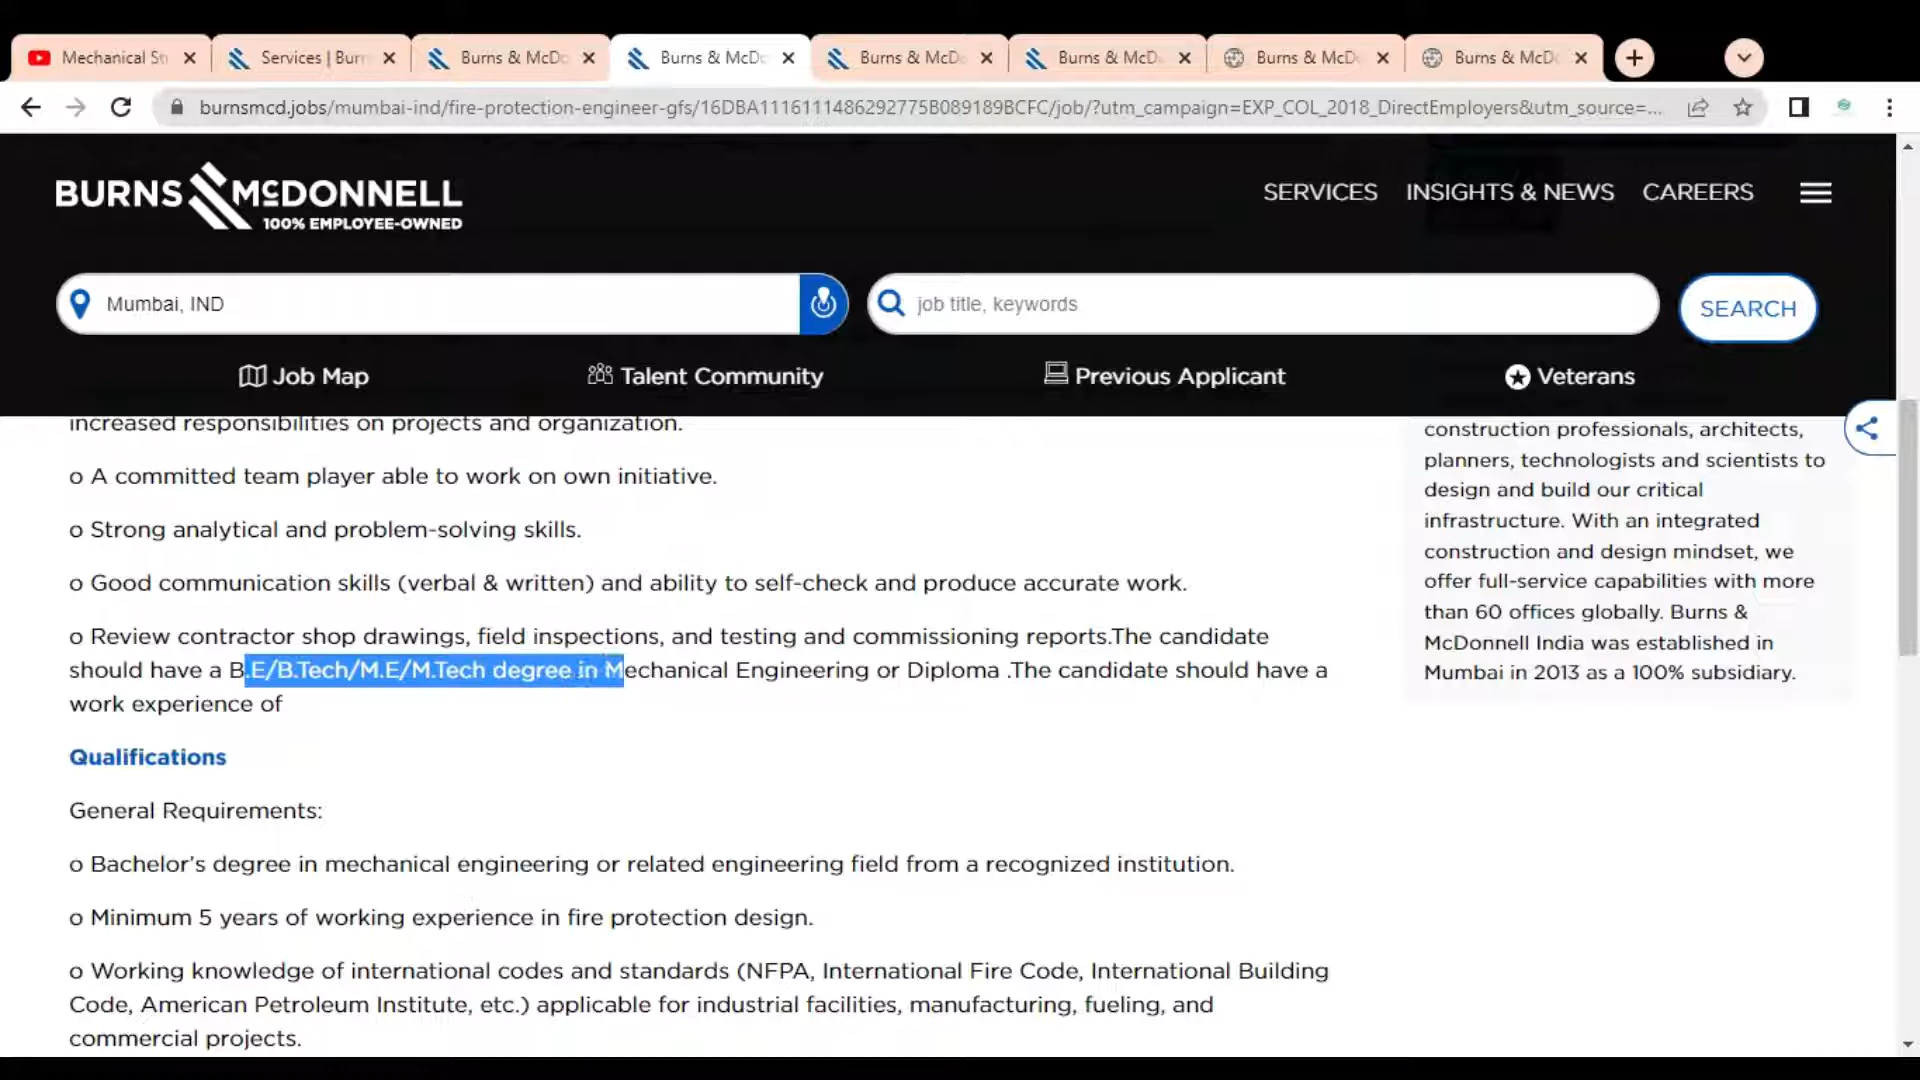 Mechanical St
Services | Burn
Burns & McDo
Burns & McDo
Burns & McDo
Burns & McD
Burns & McDo
Burns & McDo
burnsmcd.jobs/mumbai-ind/fire-protection-engineer-gfs/16DBA1116111486292775B089189BCFC/job/?utm_campaign=EXP_COL_2018_DirectEmployers&utm_source=...
BURNS MCDONNELL
100% EMPLOYEE-OWNED
SERVICES
INSIGHTS & NEWS
CAREERS
Mumbai, IND
job title, keywords
SEARCH
Job Map
Talent Community
Previous Applicant
Veterans
increased responsibilities on projects and organization.
o A committed team player able to work on own initiative.
o Strong analytical and problem-solving skills.
o Good communication skills (verbal & written) and ability to self-check and produce accurate work.
o Review contractor shop drawings, field inspections, and testing and commissioning reports.The candidate
should have a B.E/B.Tech/M.E/M.Tech degree in Mechanical Engineering or Diploma .The candidate should have a
work experience of
Qualifications
General Requirements:
o Bachelor's degree in mechanical engineering or related engineering field from a recognized institution.
o Minimum 5 years of working experience in fire protection design.
o Working knowledge of international codes and standards (NFPA, International Fire Code, International Building
Code, American Petroleum Institute, etc.) applicable for industrial facilities, manufacturing, fueling, and
commercial projects.
construction professionals, architects,
planners, technologists and scientists to
design and build our critical
infrastructure. With an integrated
construction and design mindset, we
offer full-service capabilities with more
than 60 offices globally. Burns &
McDonnell India was established in
Mumbai in 2013 as a 100% subsidiary.